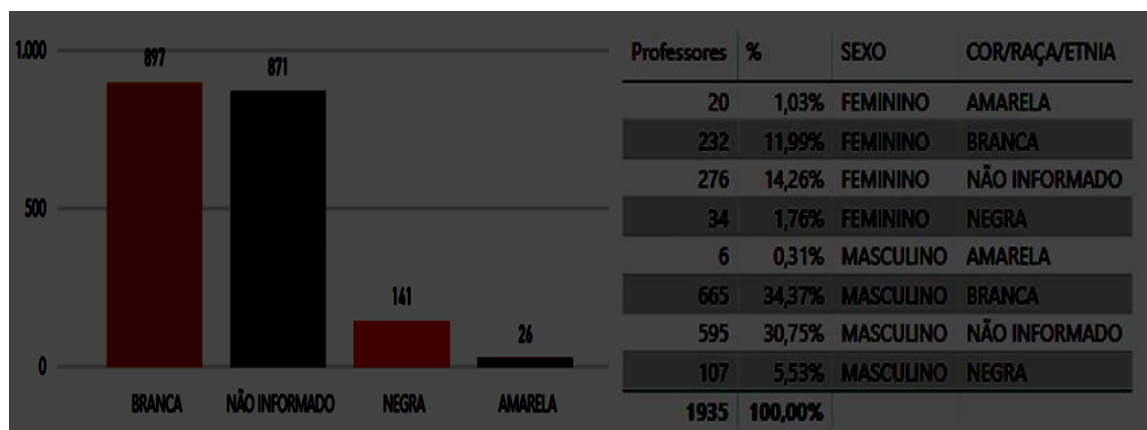 1.000
897
871
500
141
26
0
BRANCA NÃO INFORMADO NEGRA AMARELA
Professores % SEXO COR/RAÇA/ETNIA
20 1,03% FEMININO AMARELA
232 11,99% FEMININO BRANCA
276 14,26% FEMININO NÃO INFORMADO
34 1,76% FEMININO NEGRA
6 0,31% MASCULINO AMARELA
665 34,37% MASCULINO BRANCA
595 30,75% MASCULINO NÃO INFORMADO
107 5,53% MASCULINO NEGRA
1935 100,00%